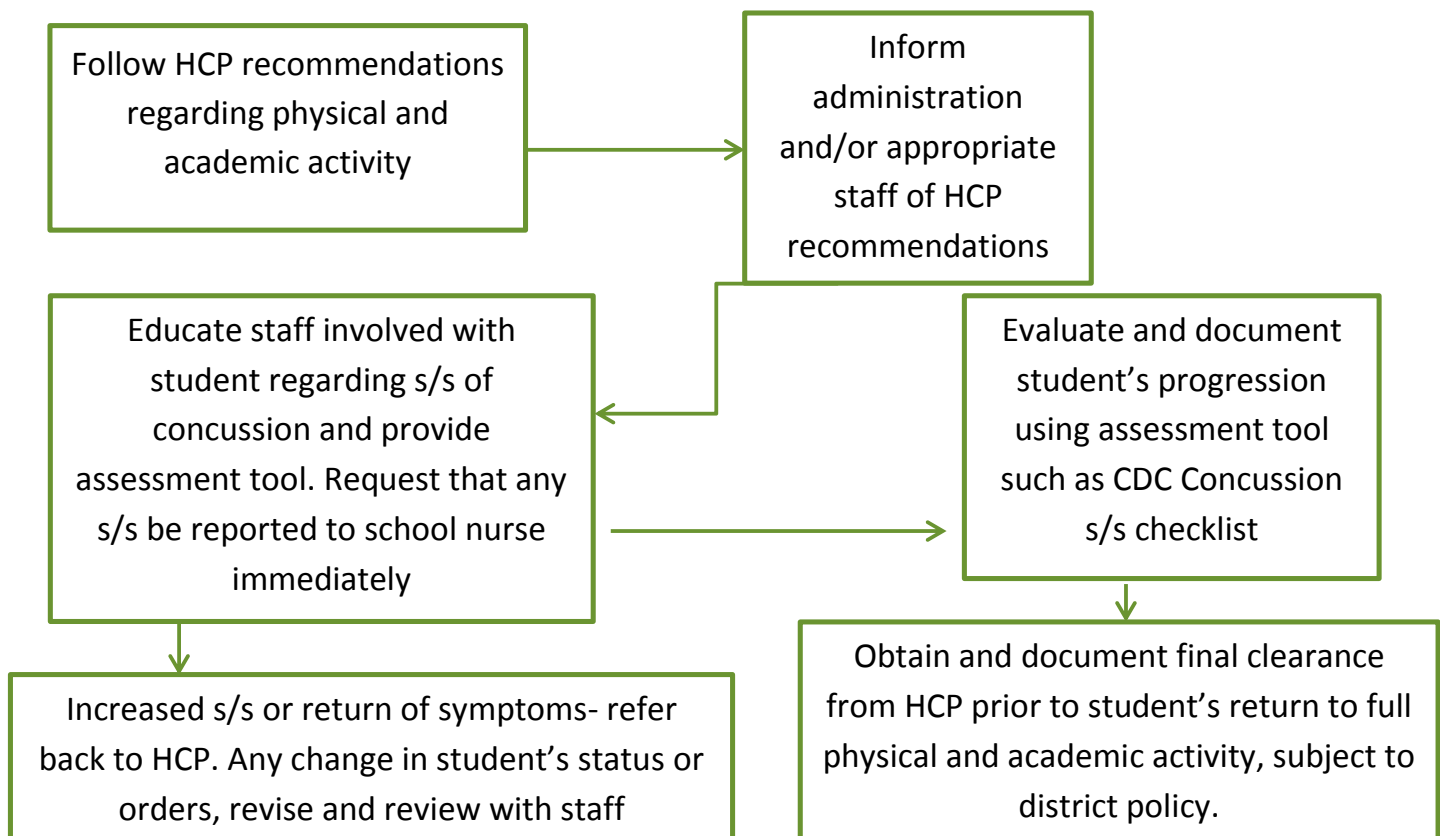 Follow HCP recommendations
regarding physical and
academic activity
Inform
administration
and/or appropriate
staff of HCP
recommendations
Educate staff involved with
student regarding s/s of
concussion and provide
assessment tool. Request that any
s/s be reported to school nurse
immediately
Evaluate and document
student’s progression
using assessment tool
such as CDC Concussion
s/s checklist
Increased s/s or return of symptoms- refer
back to HCP. Any change in student’s status or
orders, revise and review with staff
Obtain and document final clearance
from HCP prior to student’s return to full
physical and academic activity, subject to
district policy.